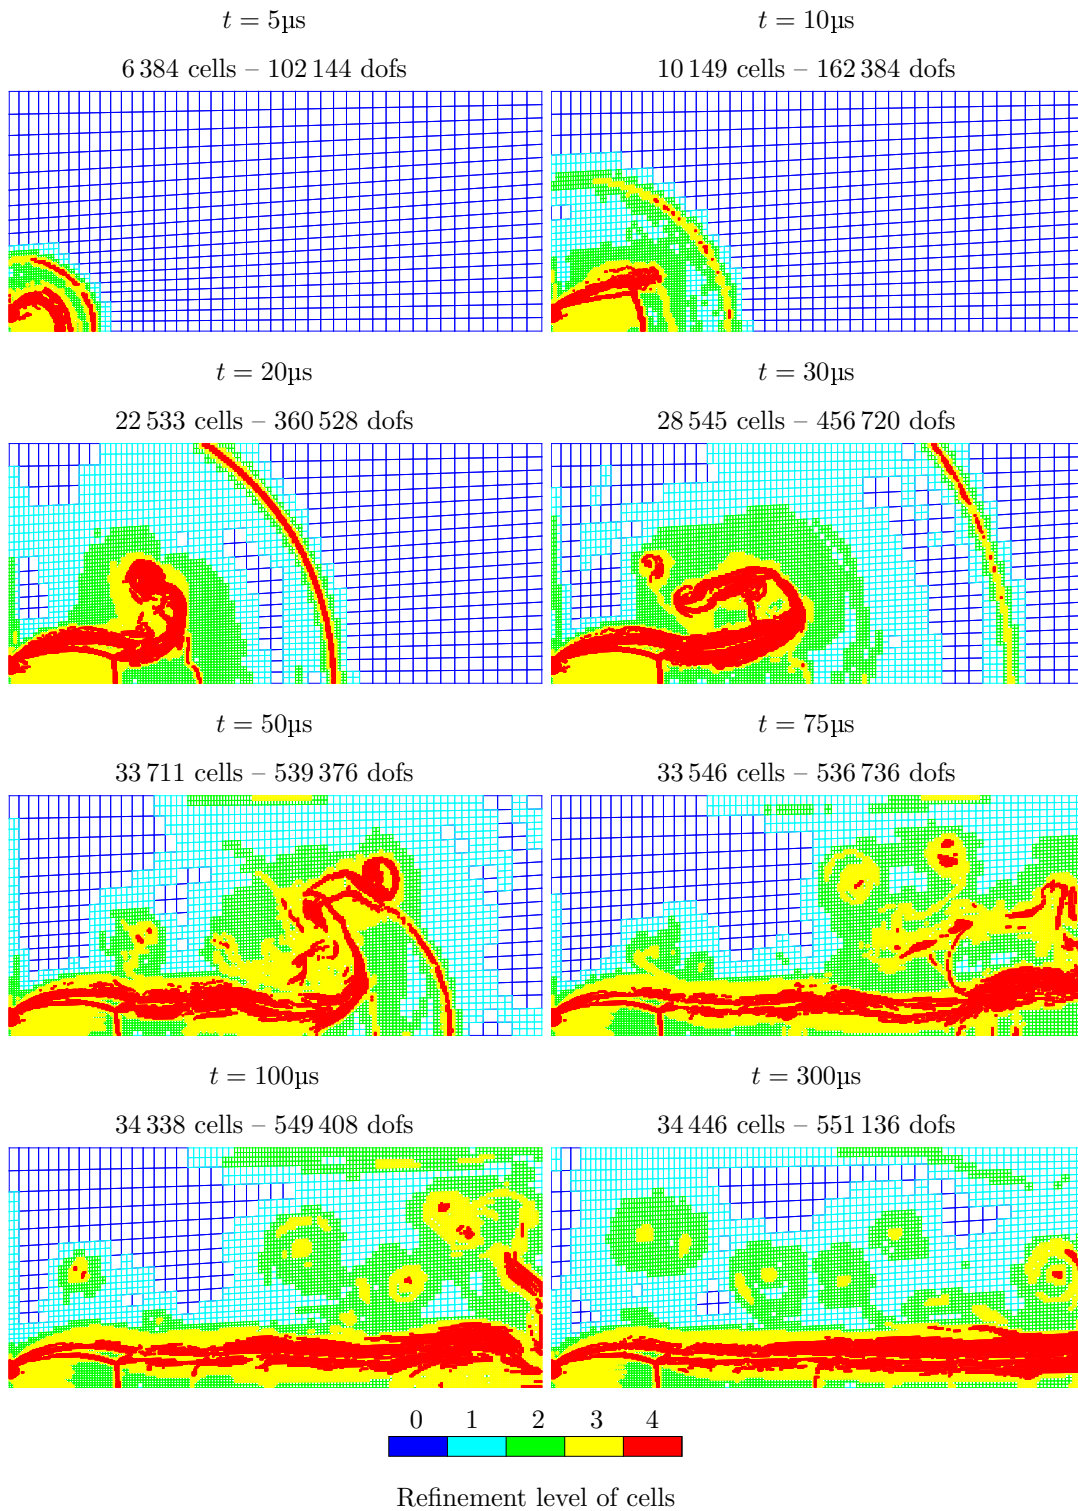 t = 5µs
t = 10µs
6 384 cells – 102 144 dofs
10 149 cells – 162 384 dofs
t = 20µs
t = 30µs
22 533 cells – 360 528 dofs
28 545 cells – 456 720 dofs
t = 50µs
t = 75µs
33 711 cells – 539 376 dofs
33 546 cells – 536 736 dofs
t = 100µs
t = 300µs
34 338 cells – 549 408 dofs
34 446 cells – 551 136 dofs
0 1 2 3 4
Refinement level of cells